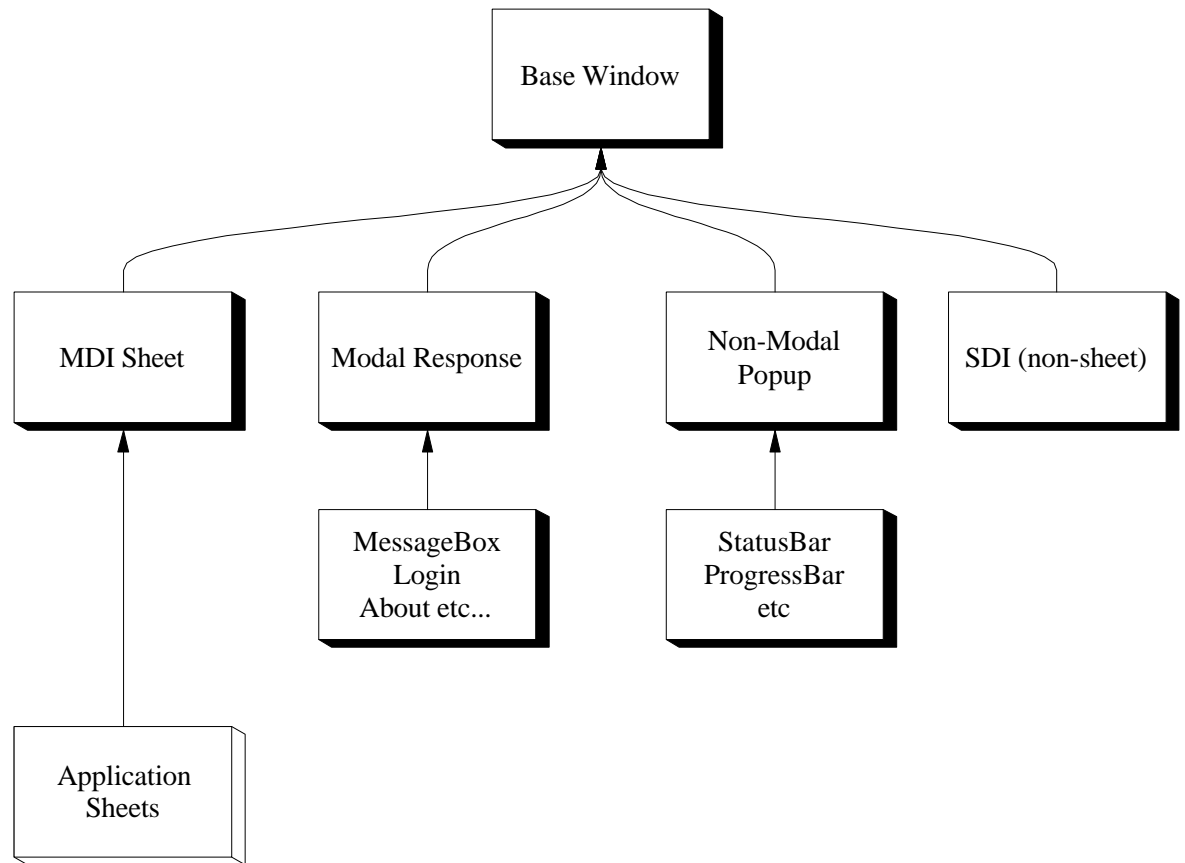 Base Window
MDI Sheet
Modal Response
Non-Modal
Popup
SDI (non-sheet)
MessageBox
Login
About etc...
StatusBar
ProgressBar
etc
Application
Sheets